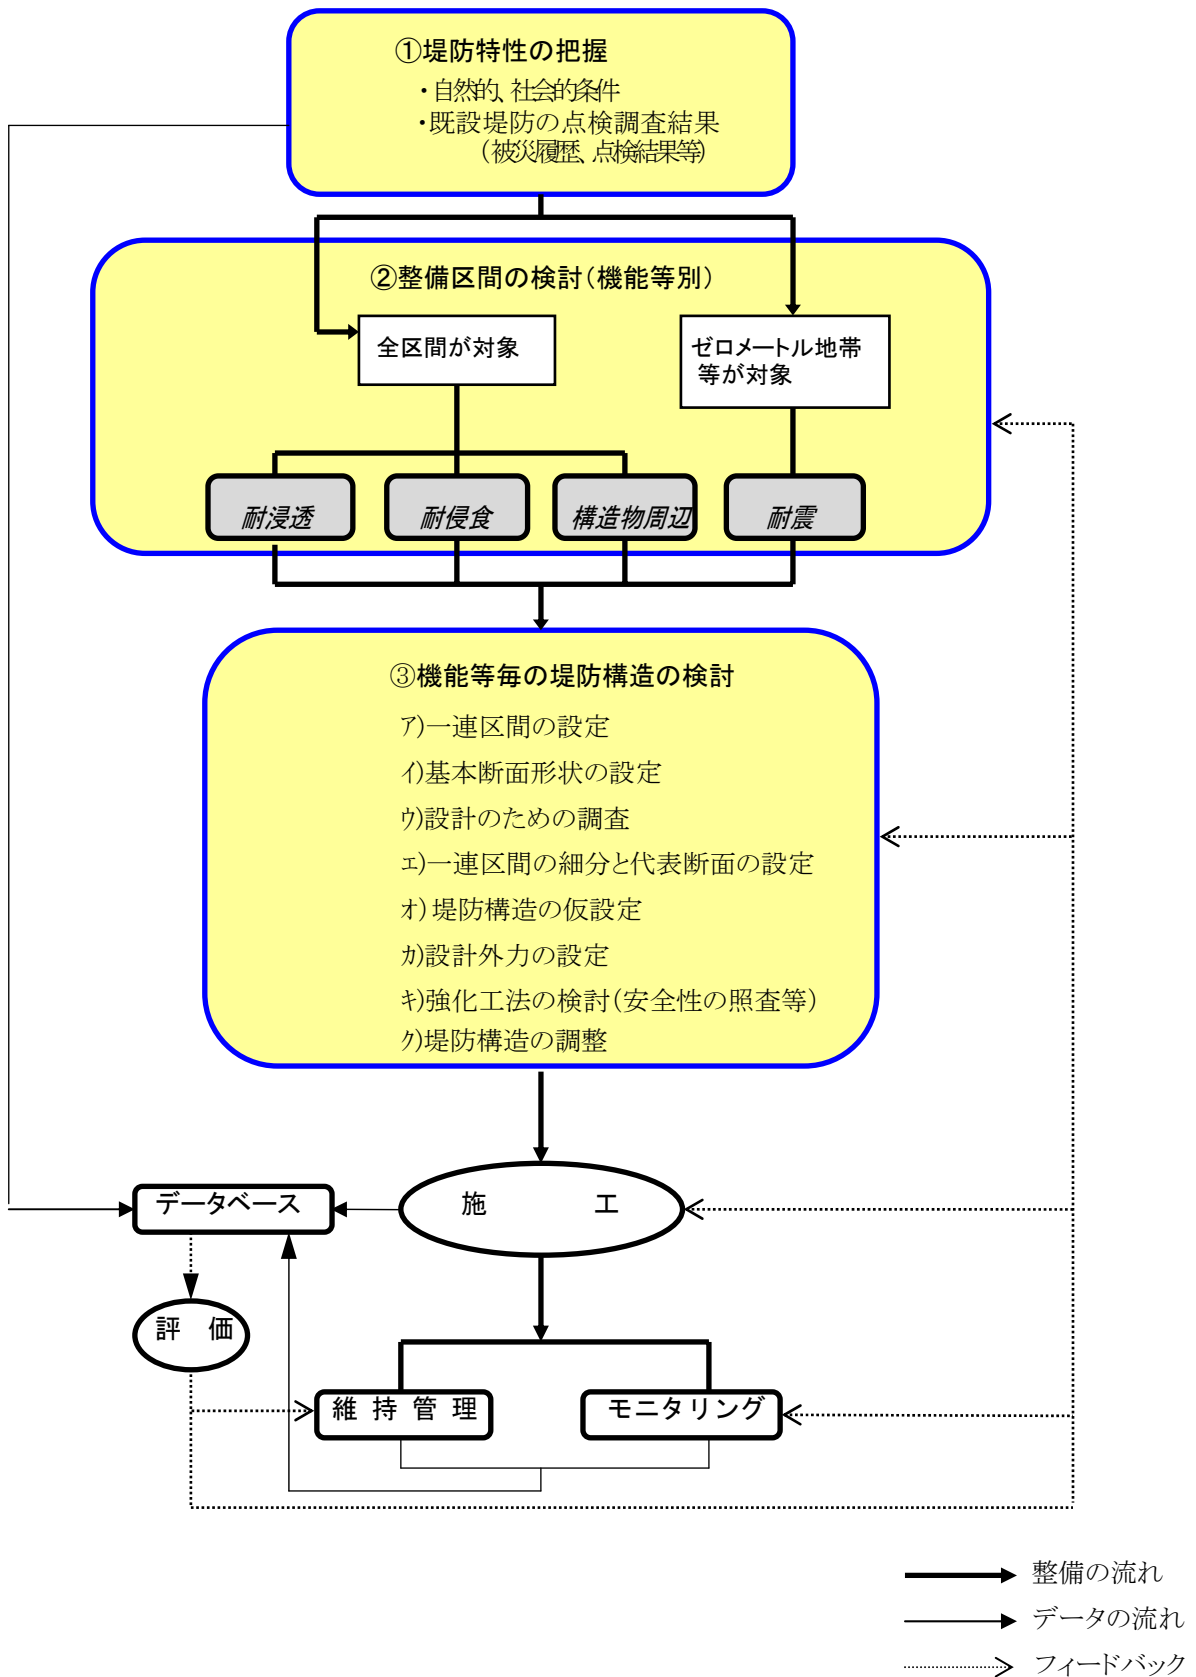 ①堤防特性の把握
・自然的、社会的条件
・既設堤防の点検調査結果
（被災履歴、点検結果等）
②整備区間の検討（機能等別）
全区間が対象
ゼロメートル地帯
等が対象
耐浸透
耐侵食
構造物周辺
耐震
③機能等毎の堤防構造の検討
ｱ)一連区間の設定
ｲ)基本断面形状の設定
ｳ)設計のための調査
ｴ)一連区間の細分と代表断面の設定
ｵ)堤防構造の仮設定
ｶ)設計外力の設定
ｷ)強化工法の検討（安全性の照査等）
ｸ)堤防構造の調整
データベース
施　工
評　価
維持管理
モニタリング
整備の流れ
データの流れ
フィードバック